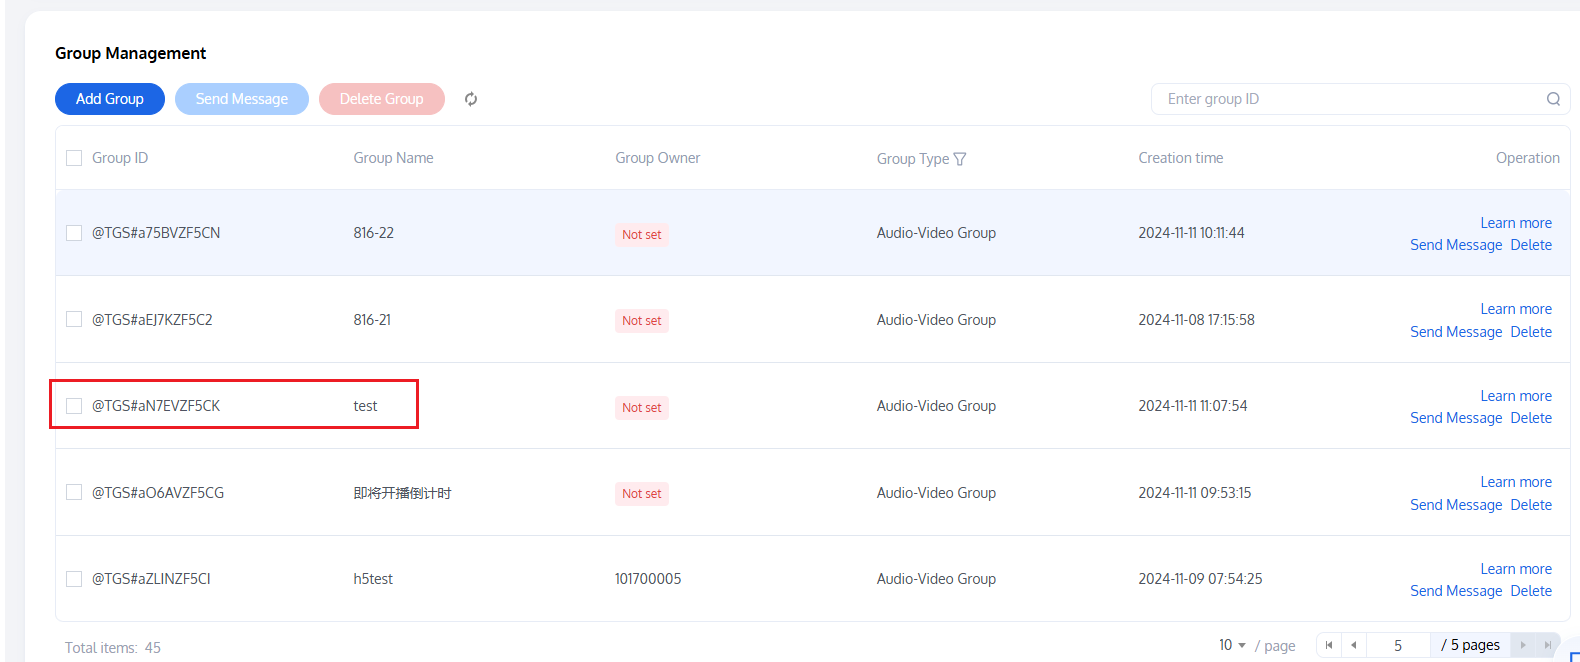 Group Management
Add Group Send Message Delete Group Enter group ID
Group ID Group Name Group Owner Group Type Creation time Operation
@TGS#a75BVZF5CN 816-22 Not set Audio-Video Group 2024-11-11 10:11:44 Learn more
Send Message Delete
@TGS#aEJ7KZF5C2 816-21 Not set Audio-Video Group 2024-11-08 17:15:58 Learn more
Send Message Delete
@TGS#aN7EVZF5CK test Not set Audio-Video Group 2024-11-11 11:07:54 Learn more
Send Message Delete
@TGS#aO6AVZF5CG 即将开播倒计时 Not set Audio-Video Group 2024-11-11 09:53:15 Learn more
Send Message Delete
@TGS#aZLINZF5CI h5test 101700005 Audio-Video Group 2024-11-09 07:54:25 Learn more
Send Message Delete
Total items: 45 10 / page 5 / 5 pages